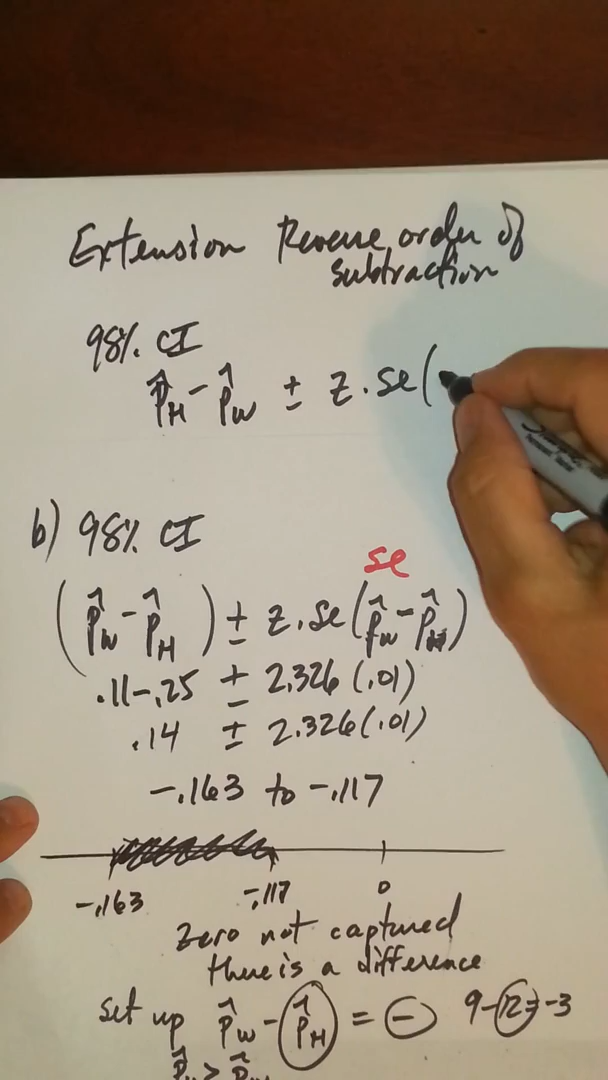 Extension Reverse order of
subtraction
98% CI
p̂H - p̂W ± z. se(
b) 98% CI
se
(p̂W - p̂H) ± z. se(p̂W - p̂H)
.11-.25 ± 2.326(.01)
.14 ± 2.326(.01)
-.163 to -.117
-.163 -.117 0
Zero not captured
there is a difference
set up p̂W - p̂H = - 9-12=-3